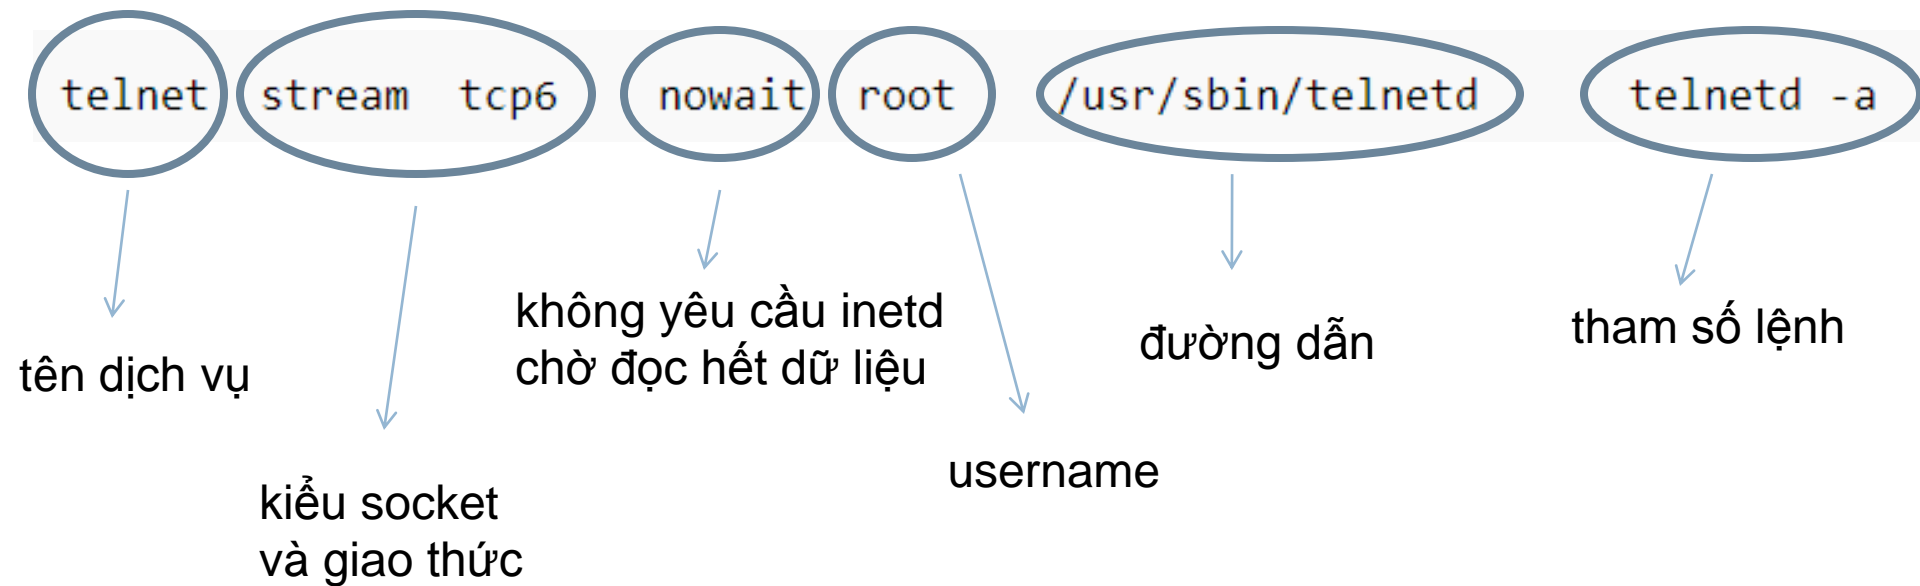 telnet stream tcp6 nowait root /usr/sbin/telnetd telnetd -a
không yêu cầu inetd
chờ đọc hết dữ liệu
đường dẫn
tham số lệnh
tên dịch vụ
username
kiểu socket
và giao thức